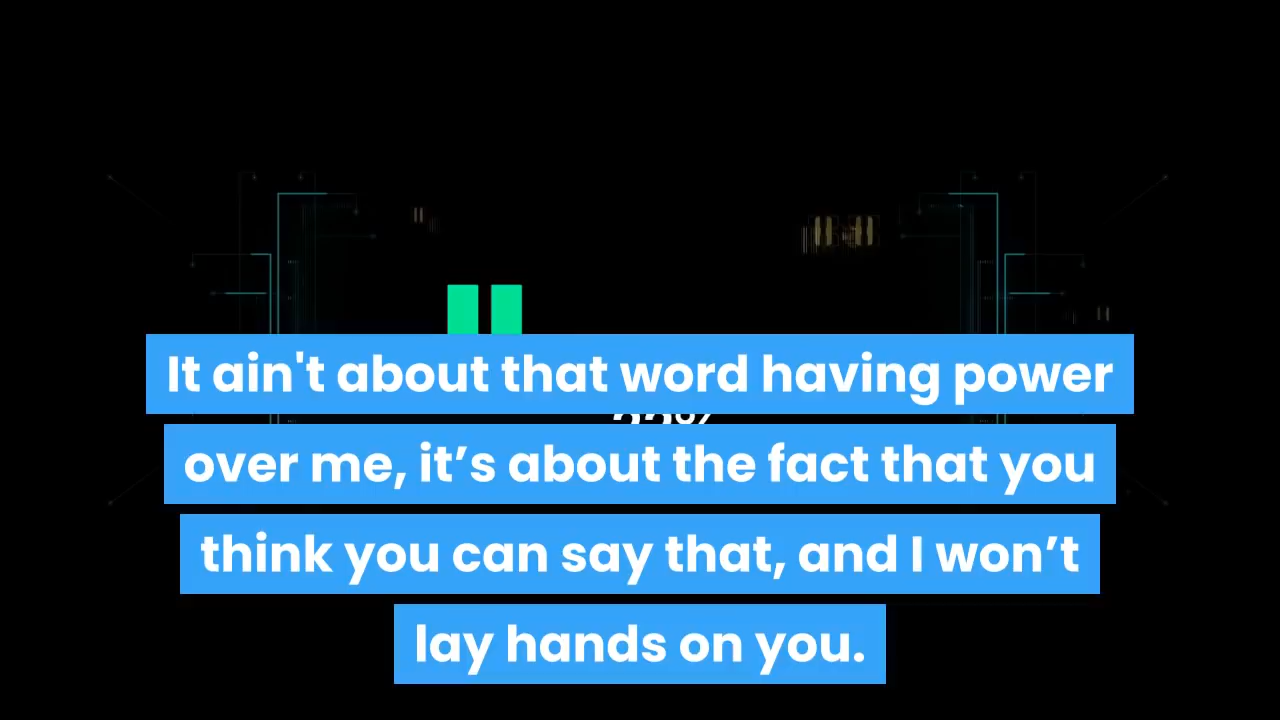 It ain't about that word having power
over me, it’s about the fact that you
think you can say that, and I won’t
lay hands on you.